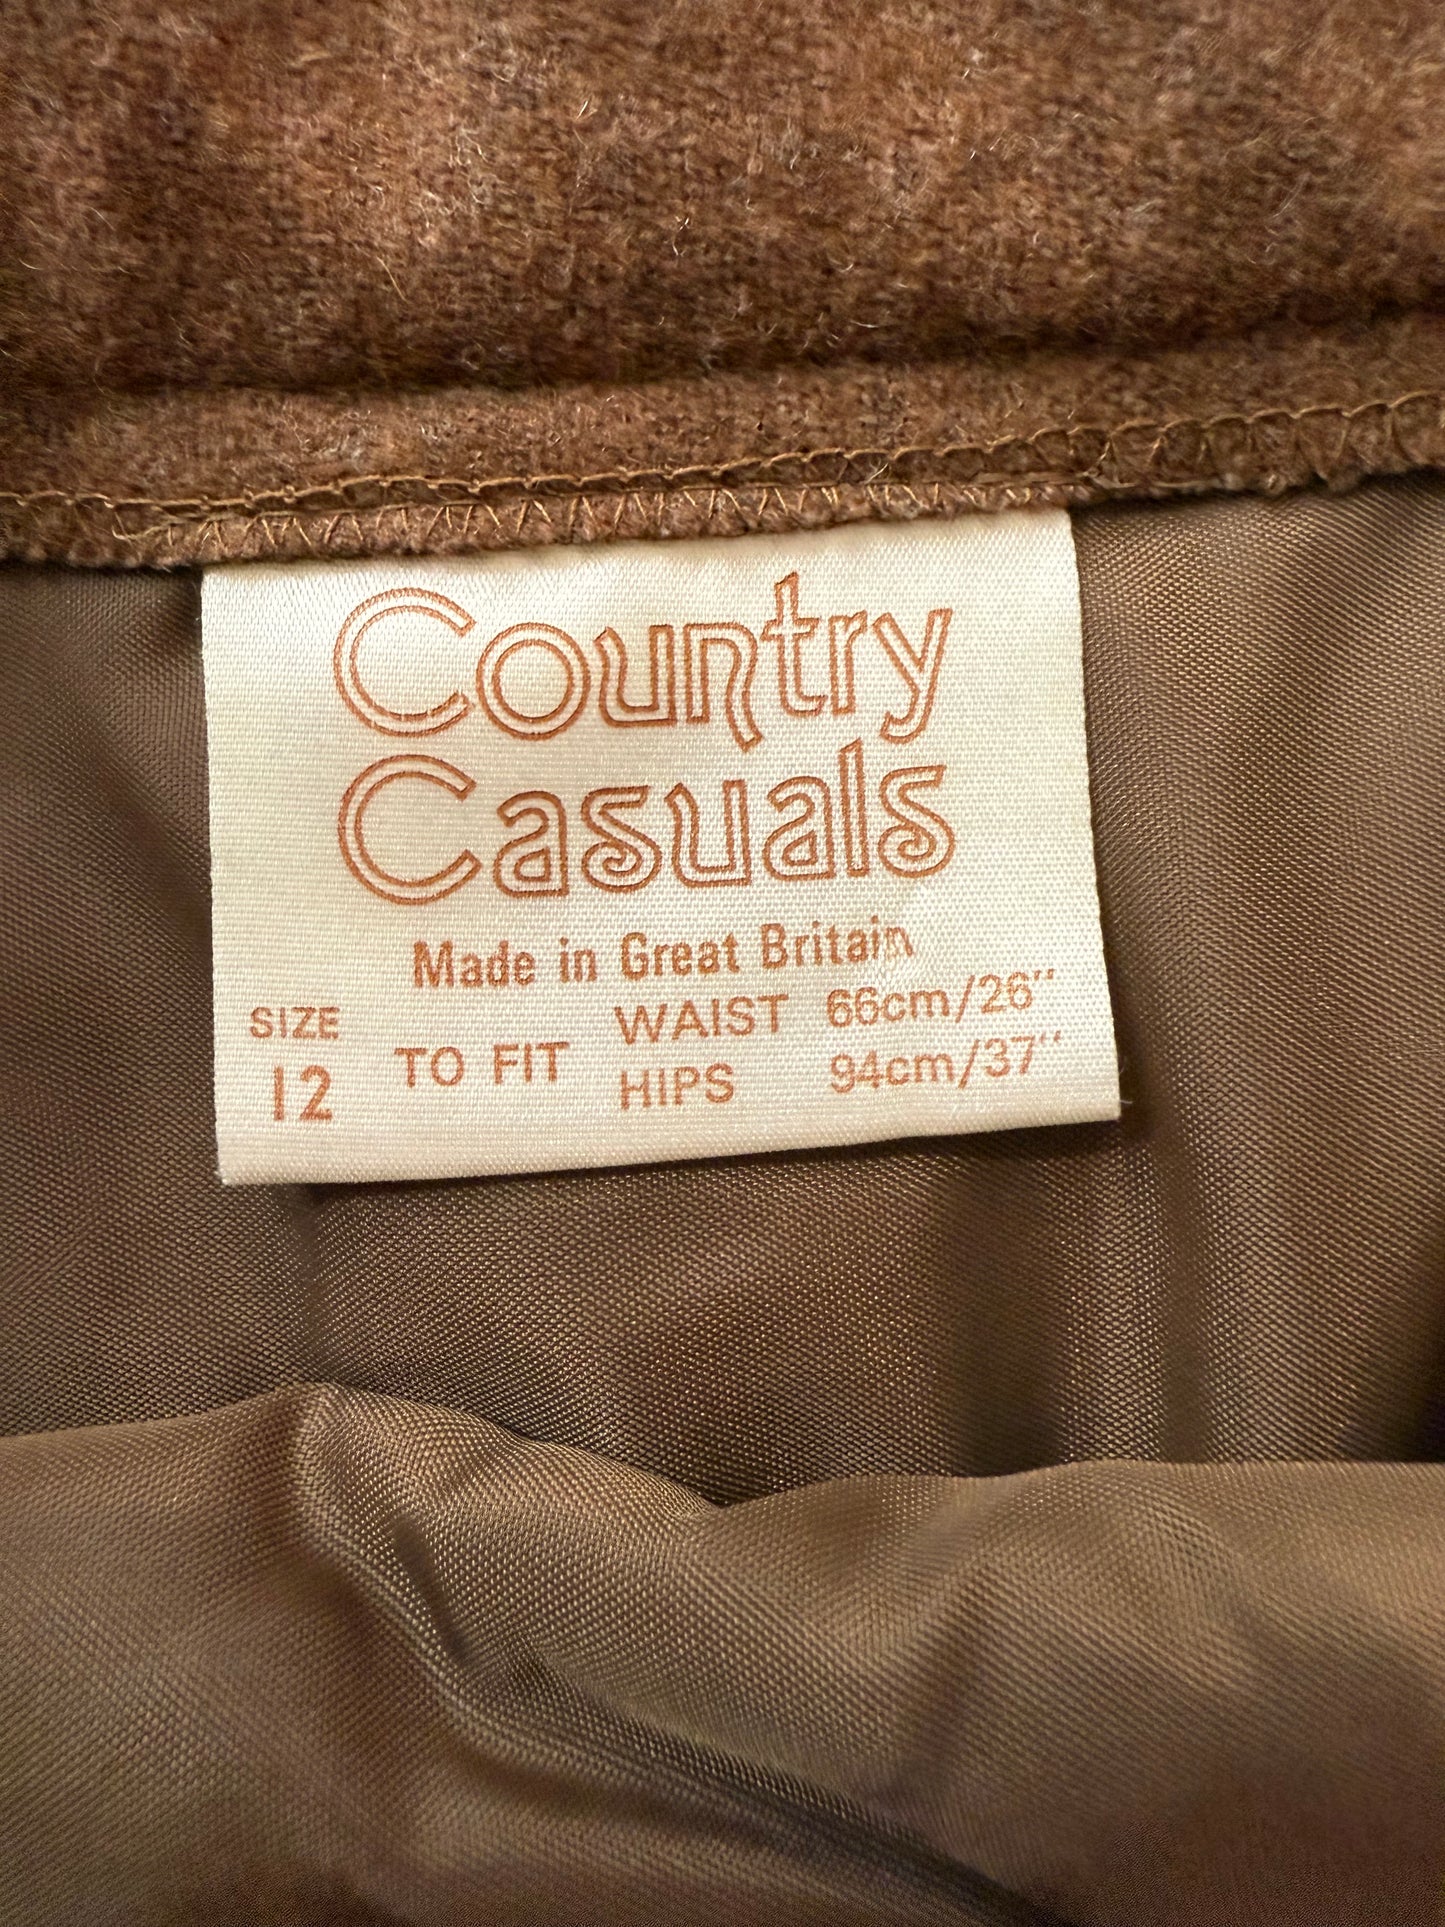 Country
Casuals
Made in Great Britain
SIZE 12 TO FIT WAIST 66cm/26"
HIPS 94cm/37"